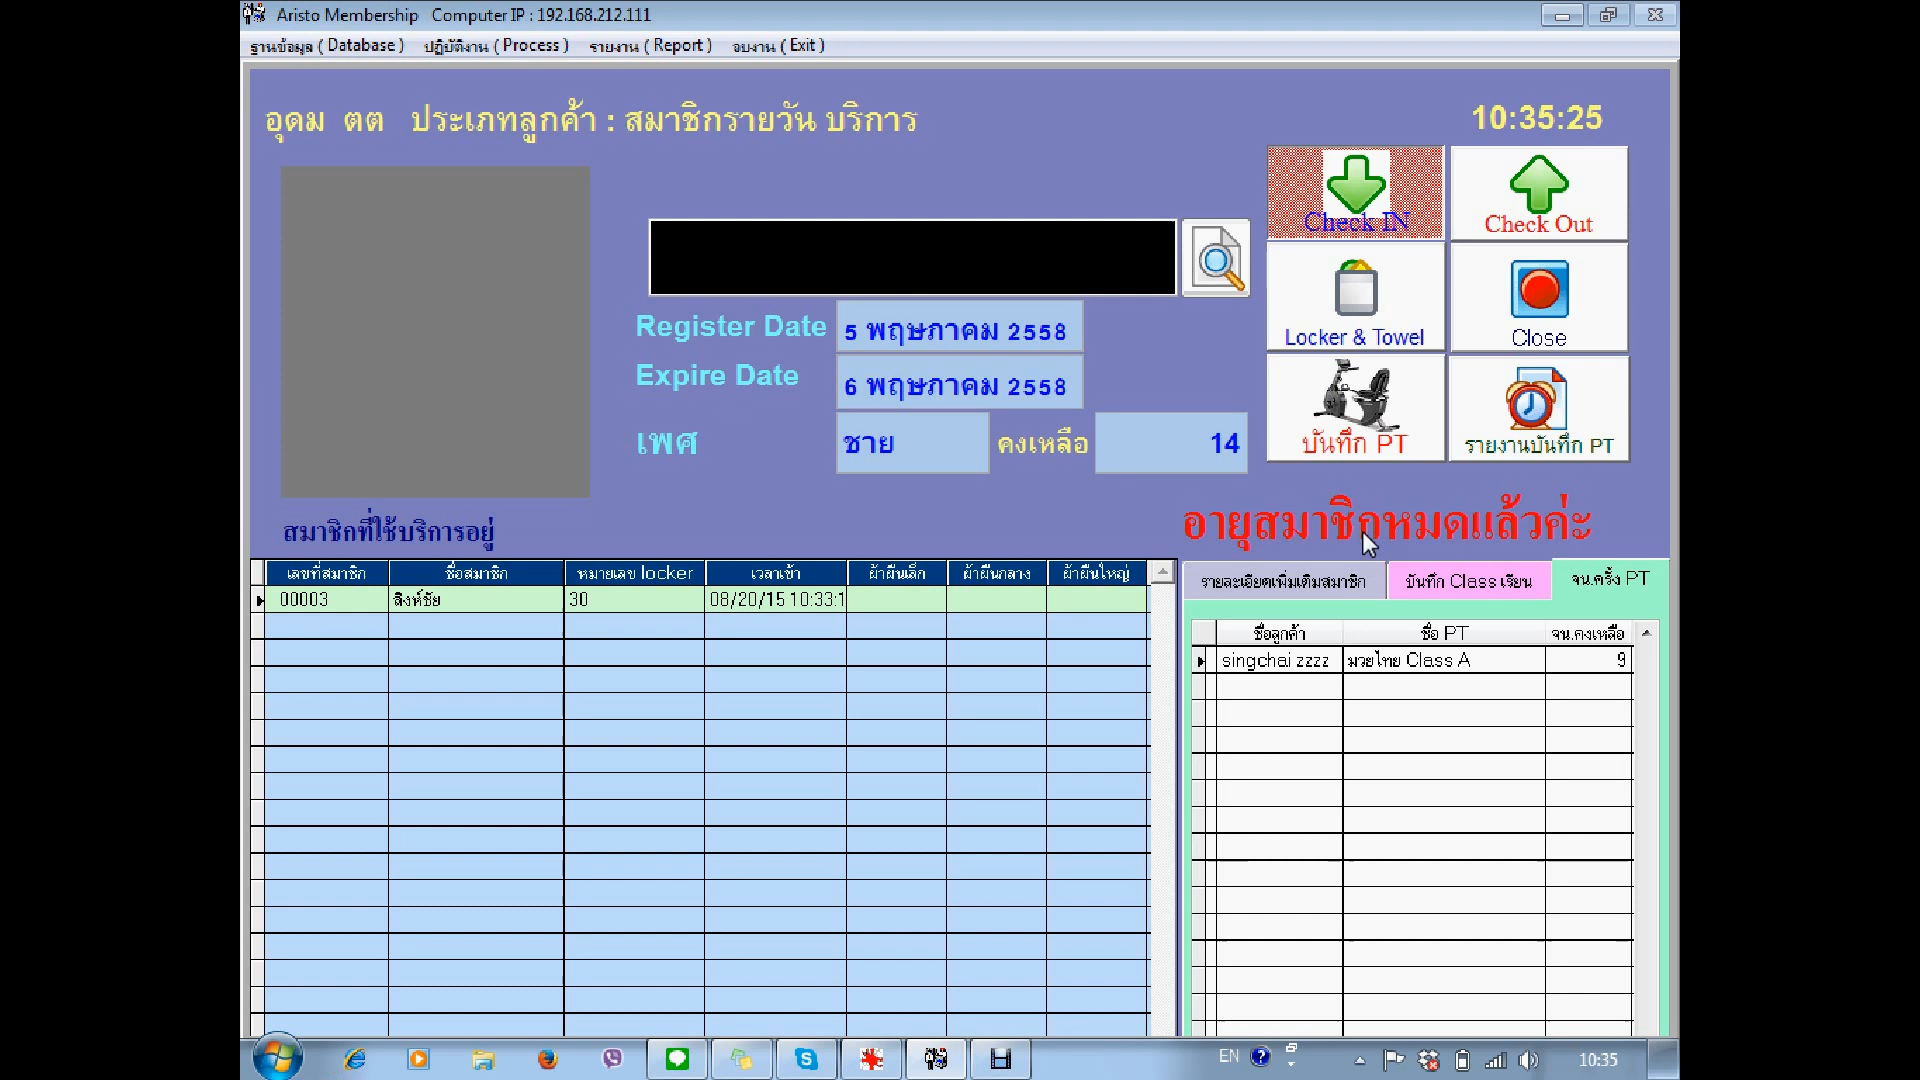 Aristo Membership   Computer IP : 192.168.212.111
ฐานข้อมูล ( Database )   ปฏิบัติงาน ( Process )   รายงาน ( Report )   จบงาน ( Exit )
อุดม ตต ประเภทลูกค้า : สมาชิกรายวัน บริการ
10:35:25
Check IN
Check Out
Register Date 5 พฤษภาคม 2558
Locker & Towel
Close
Expire Date 6 พฤษภาคม 2558
เพศ ชาย คงเหลือ 14
บันทึก PT
รายงานบันทึก PT
สมาชิกที่ใช้บริการอยู่
อายุสมาชิกหมดแล้วค่ะ
เลขที่สมาชิก ชื่อสมาชิก หมายเลข locker เวลาเข้า ผ้าผืนเล็ก ผ้าผืนกลาง ผ้าผืนใหญ่
00003 สิงห์ชัย 30 08/20/15 10:33:1
รายละเอียดเพิ่มเติมสมาชิก บันทึก Class เรียน จน.ครั้ง PT
ชื่อลูกค้า ชื่อ PT จน.คงเหลือ
singchai zzzz มวยไทย Class A 9
EN
10:35